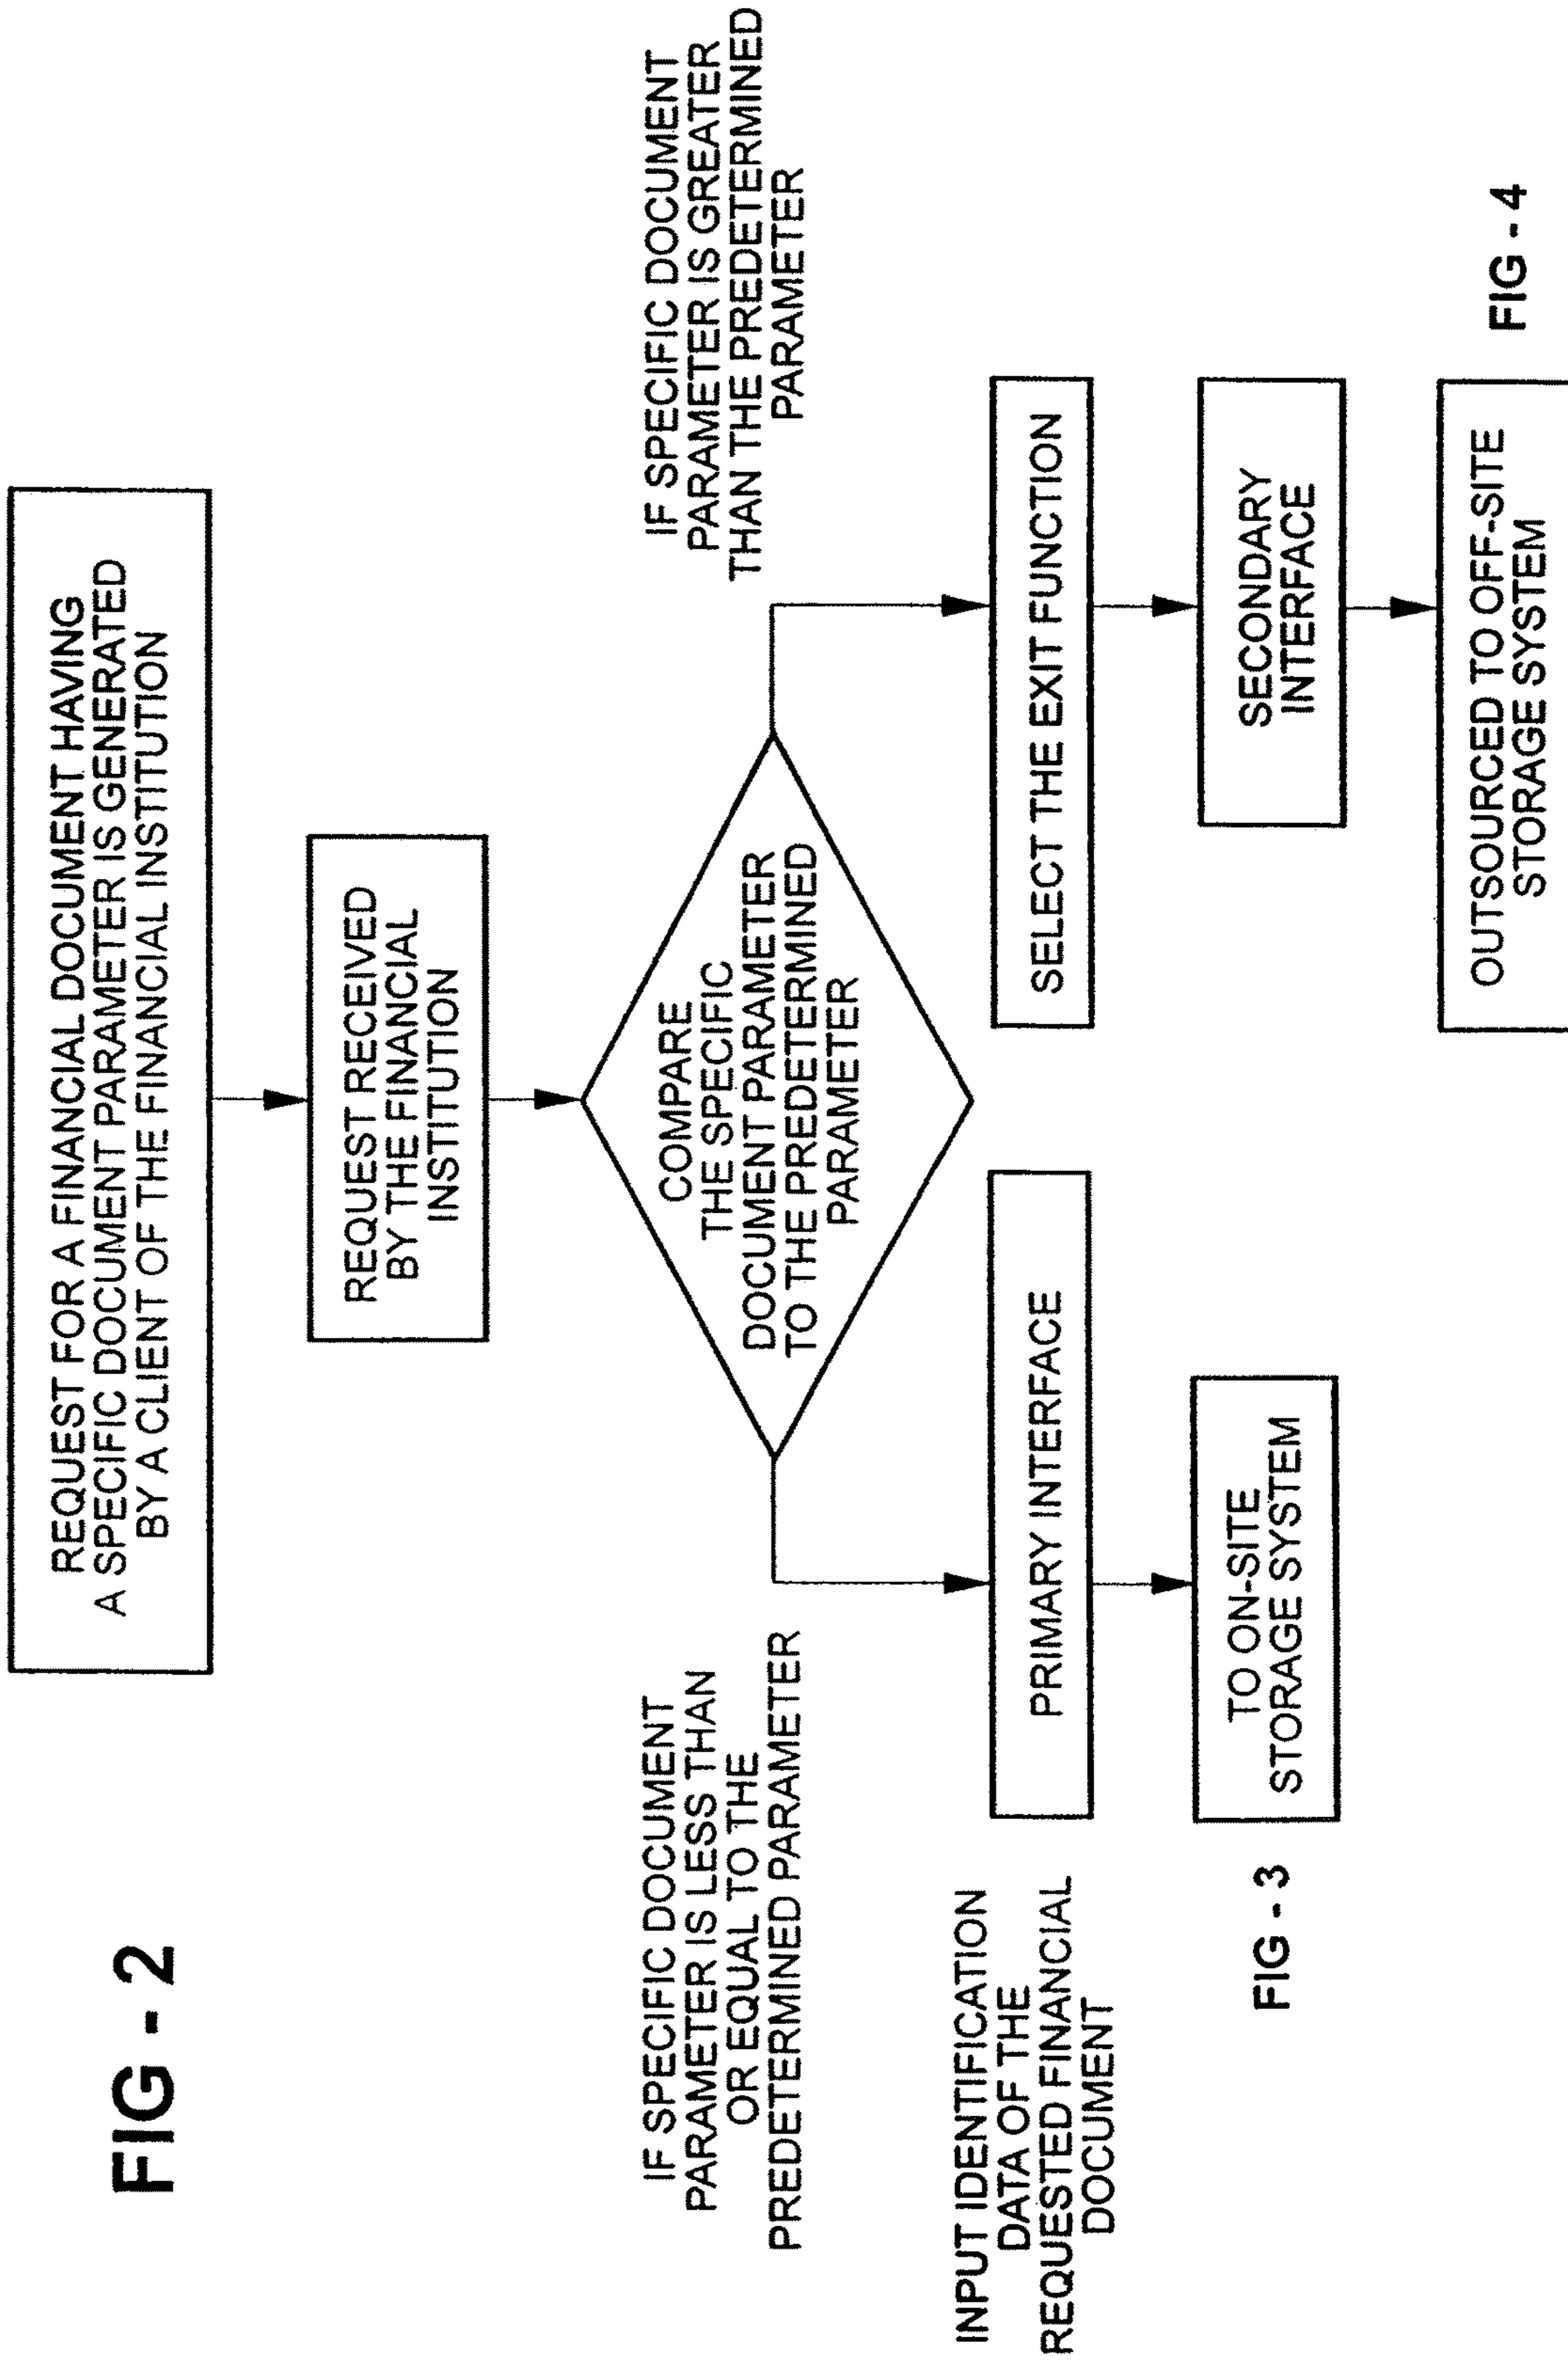 FIG - 2
REQUEST FOR A FINANCIAL DOCUMENT HAVING
A SPECIFIC DOCUMENT PARAMETER IS GENERATED
BY A CLIENT OF THE FINANCIAL INSTITUTION
REQUEST RECEIVED
BY THE FINANCIAL
INSTITUTION
COMPARE
THE SPECIFIC
DOCUMENT PARAMETER
TO THE PREDETERMINED
PARAMETER
IF SPECIFIC DOCUMENT
PARAMETER IS LESS THAN
OR EQUAL TO THE
PREDETERMINED PARAMETER
IF SPECIFIC DOCUMENT
PARAMETER IS GREATER
THAN THE PREDETERMINED
PARAMETER
INPUT IDENTIFICATION
DATA OF THE
REQUESTED FINANCIAL
DOCUMENT
PRIMARY INTERFACE
SELECT THE EXIT FUNCTION
FIG - 3
TO ON-SITE
STORAGE SYSTEM
SECONDARY
INTERFACE
OUTSOURCED TO OFF-SITE
STORAGE SYSTEM
FIG - 4